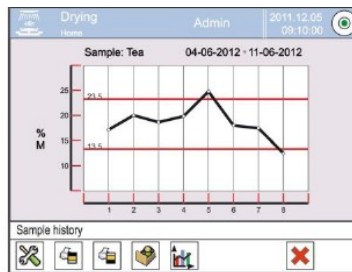 Drying
Home
Admin
2011.12.05
09:10:00
Sample: Tea 04-06-2012 - 11-06-2012
25
23.5
20
% M
15
13.5
10
1 2 3 4 5 6 7 8
Sample history